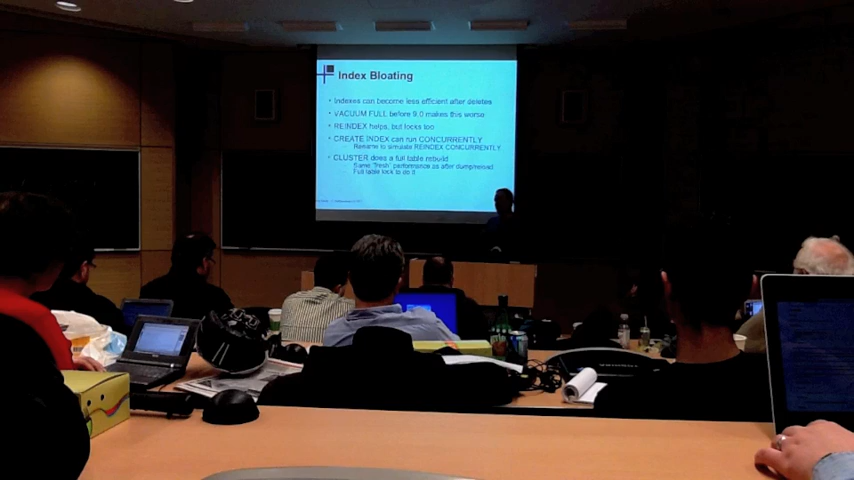 Index Bloating
• Indexes can become less efficient after deletes
• VACUUM FULL before 9.0 makes this worse
• REINDEX helps, but locks too
• CREATE INDEX can run CONCURRENTLY
– Rename to simulate REINDEX CONCURRENTLY
• CLUSTER does a full table rebuild
– Same "fresh" performance as after dump/reload
– Full table lock to do it